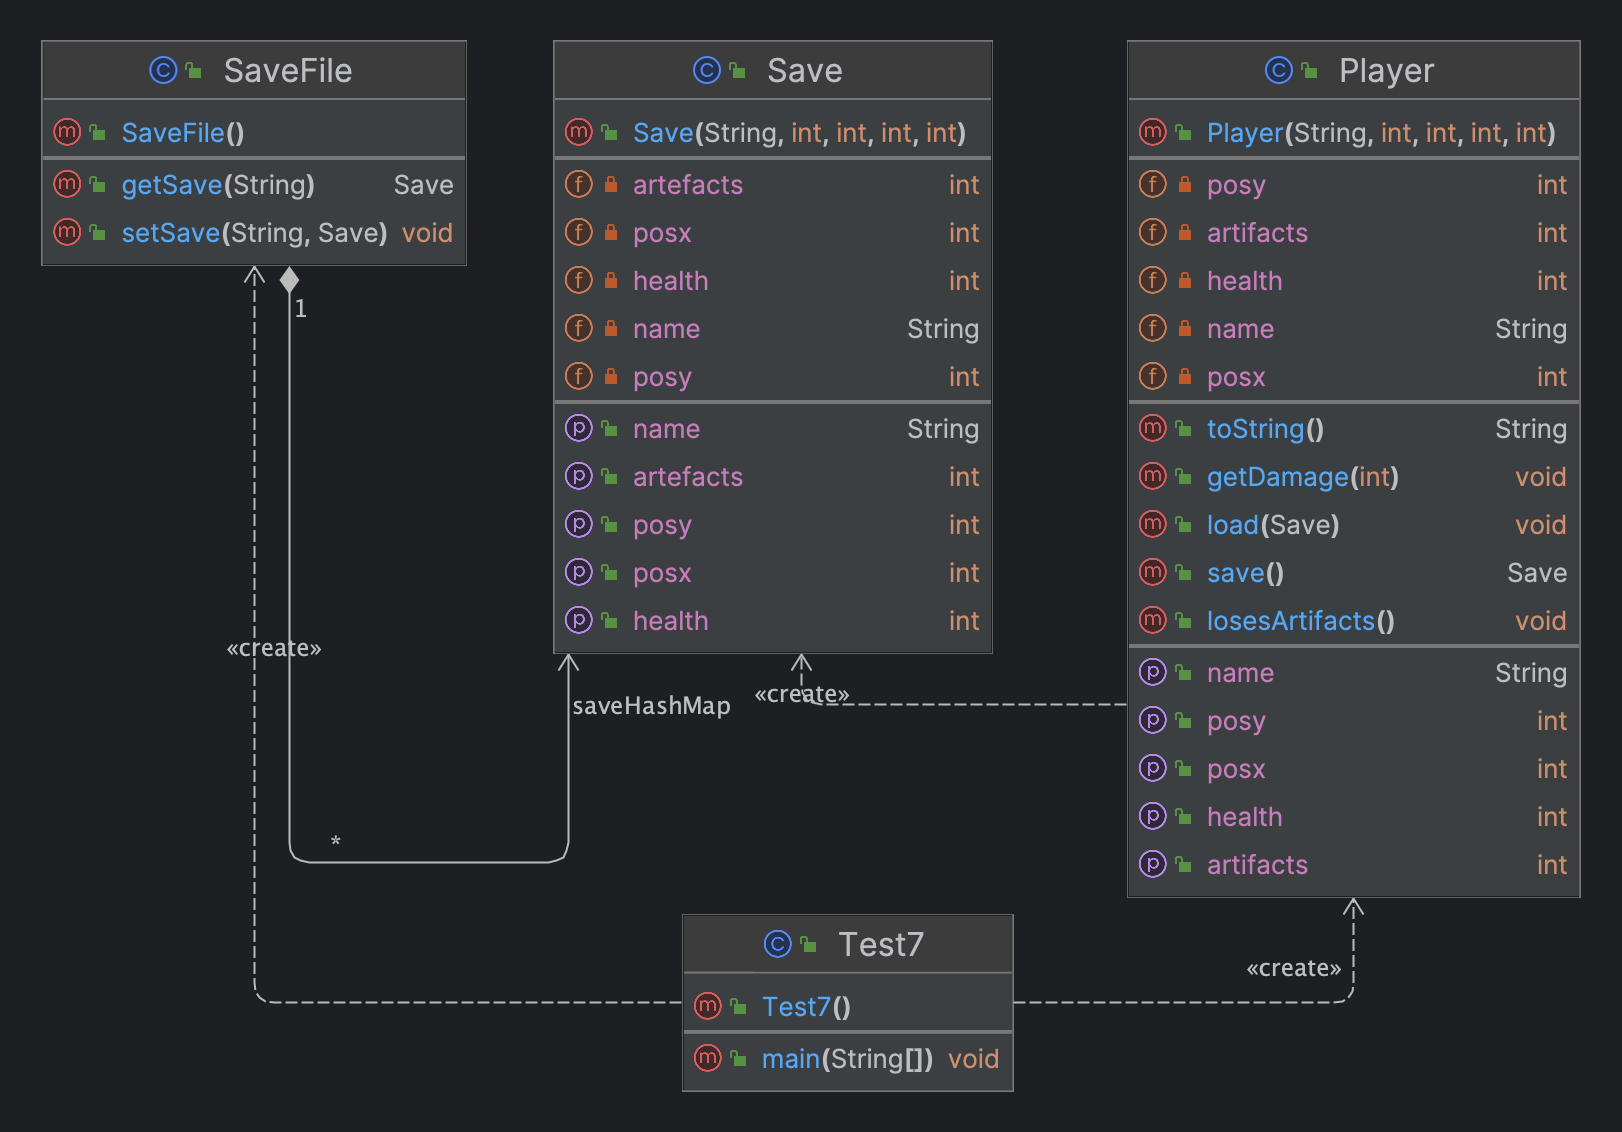 SaveFile
SaveFile()
getSave(String) Save
setSave(String, Save) void
Save
Save(String, int, int, int, int)
artefacts int
posx int
health int
name String
posy int
name String
artefacts int
posy int
posx int
health int
Player
Player(String, int, int, int, int)
posy int
artifacts int
health int
name String
posx int
toString() String
getDamage(int) void
load(Save) void
save() Save
losesArtifacts() void
name String
posy int
posx int
health int
artifacts int
1
«create»
saveHashMap
«create»
*
«create»
Test7
Test7()
main(String[]) void